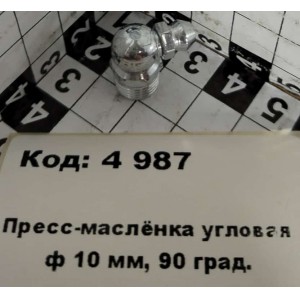 Код: 4 987
Пресс-маслёнка угловая
ф 10 мм, 90 град.